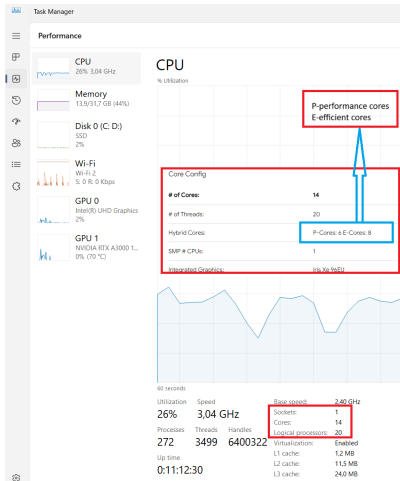 Task Manager
Performance
CPU
26% 3,04 GHz
Memory
13,9/31,7 GB (44%)
Disk 0 (C: D:)
SSD
2%
Wi-Fi
Wi-Fi 2
S: 0 R: 0 Kbps
GPU 0
Intel(R) UHD Graphics
2%
GPU 1
NVIDIA RTX A3000 1...
0% (70 °C)
CPU
% Utilization
P-performance cores
E-efficient cores
Core Config
# of Cores: 14
# of Threads: 20
Hybrid Cores: P-Cores: 6 E-Cores: 8
SMP # CPUs: 1
Integrated Graphics: Iris Xe 96EU
60 seconds
Utilization Speed
26% 3,04 GHz
Processes Threads Handles
272 3499 6400322
Up time
0:11:12:30
Base speed: 2,40 GHz
Sockets: 1
Cores: 14
Logical processors: 20
Virtualization: Enabled
L1 cache: 1,2 MB
L2 cache: 11,5 MB
L3 cache: 24,0 MB